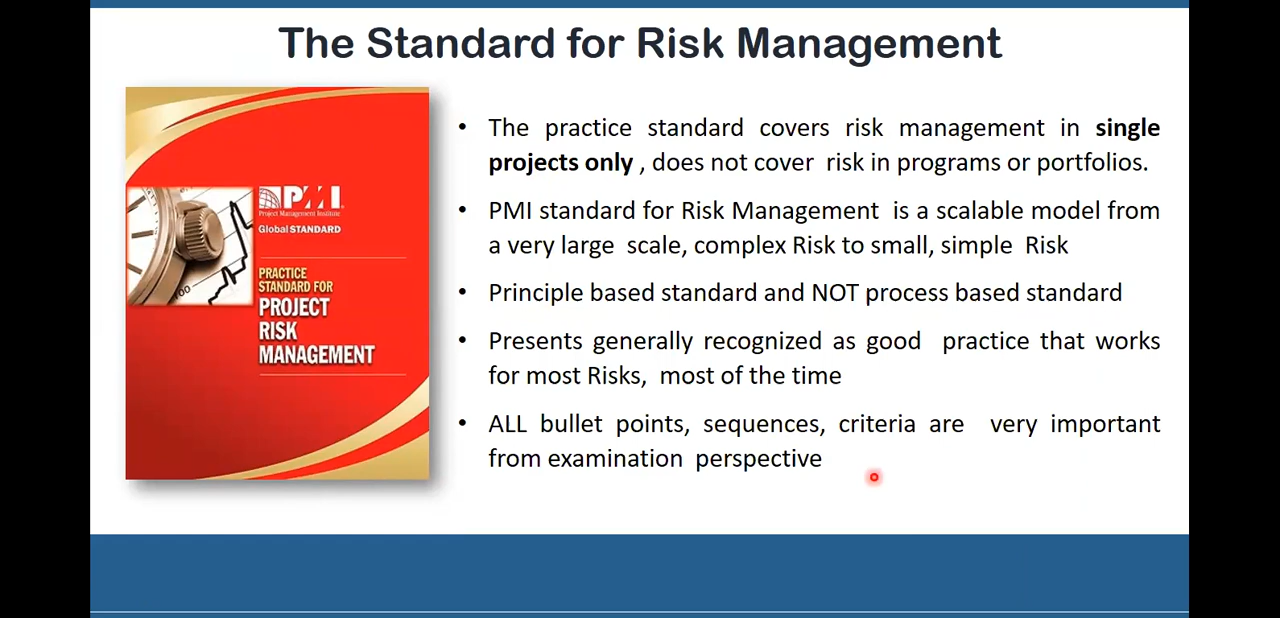 The Standard for Risk Management
PMI
Project Management Institute
Global STANDARD
PRACTICE
STANDARD FOR
PROJECT
RISK
MANAGEMENT
100
• The practice standard covers risk management in single
projects only , does not cover risk in programs or portfolios.
• PMI standard for Risk Management is a scalable model from
a very large scale, complex Risk to small, simple Risk
• Principle based standard and NOT process based standard
• Presents generally recognized as good practice that works
for most Risks, most of the time
• ALL bullet points, sequences, criteria are very important
from examination perspective